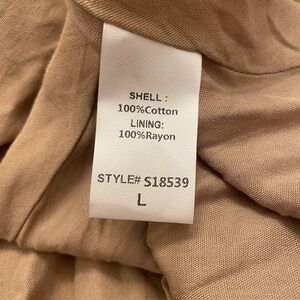 SHELL :
100%Cotton
LINING:
100%Rayon
STYLE# S18539
L